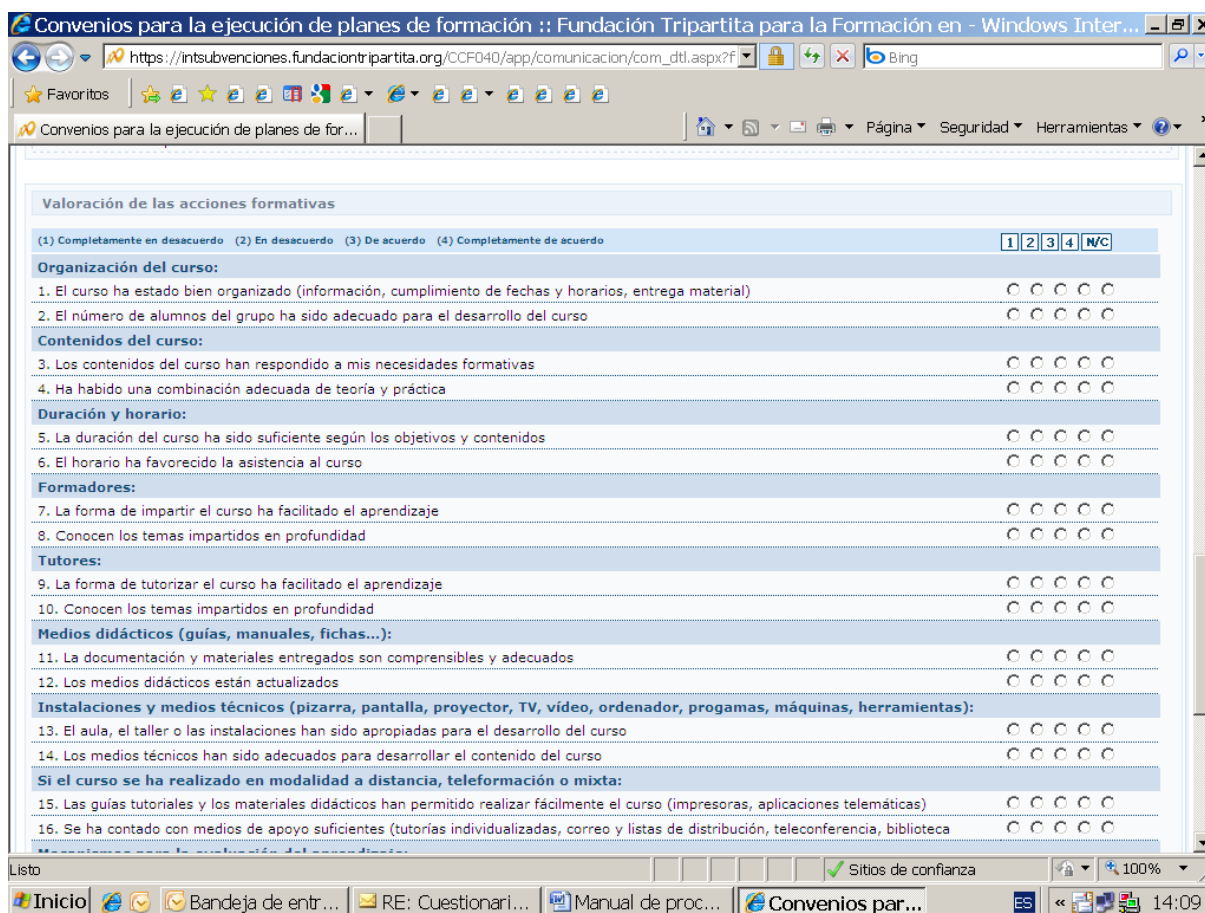 Convenios para la ejecución de planes de formación :: Fundación Tripartita para la Formación en - Windows Inter...
https://intsubvenciones.fundaciontripartita.org/CCF040/app/comunicacion/com_dtl.aspx?f
Bing
Favoritos
Convenios para la ejecución de planes de for...
Página Seguridad Herramientas
Valoración de las acciones formativas
(1) Completamente en desacuerdo (2) En desacuerdo (3) De acuerdo (4) Completamente de acuerdo 1 2 3 4 N/C
Organización del curso:
1. El curso ha estado bien organizado (información, cumplimiento de fechas y horarios, entrega material)
2. El número de alumnos del grupo ha sido adecuado para el desarrollo del curso
Contenidos del curso:
3. Los contenidos del curso han respondido a mis necesidades formativas
4. Ha habido una combinación adecuada de teoría y práctica
Duración y horario:
5. La duración del curso ha sido suficiente según los objetivos y contenidos
6. El horario ha favorecido la asistencia al curso
Formadores:
7. La forma de impartir el curso ha facilitado el aprendizaje
8. Conocen los temas impartidos en profundidad
Tutores:
9. La forma de tutorizar el curso ha facilitado el aprendizaje
10. Conocen los temas impartidos en profundidad
Medios didácticos (guías, manuales, fichas...):
11. La documentación y materiales entregados son comprensibles y adecuados
12. Los medios didácticos están actualizados
Instalaciones y medios técnicos (pizarra, pantalla, proyector, TV, vídeo, ordenador, progamas, máquinas, herramientas):
13. El aula, el taller o las instalaciones han sido apropiadas para el desarrollo del curso
14. Los medios técnicos han sido adecuados para desarrollar el contenido del curso
Si el curso se ha realizado en modalidad a distancia, teleformación o mixta:
15. Las guías tutoriales y los materiales didácticos han permitido realizar fácilmente el curso (impresoras, aplicaciones telemáticas)
16. Se ha contado con medios de apoyo suficientes (tutorías individualizadas, correo y listas de distribución, teleconferencia, biblioteca
Mecanismos para la evaluación del aprendizaje:
Listo Sitios de confianza 100%
Inicio Bandeja de entr... RE: Cuestionari... Manual de proc... Convenios par... ES « 14:09